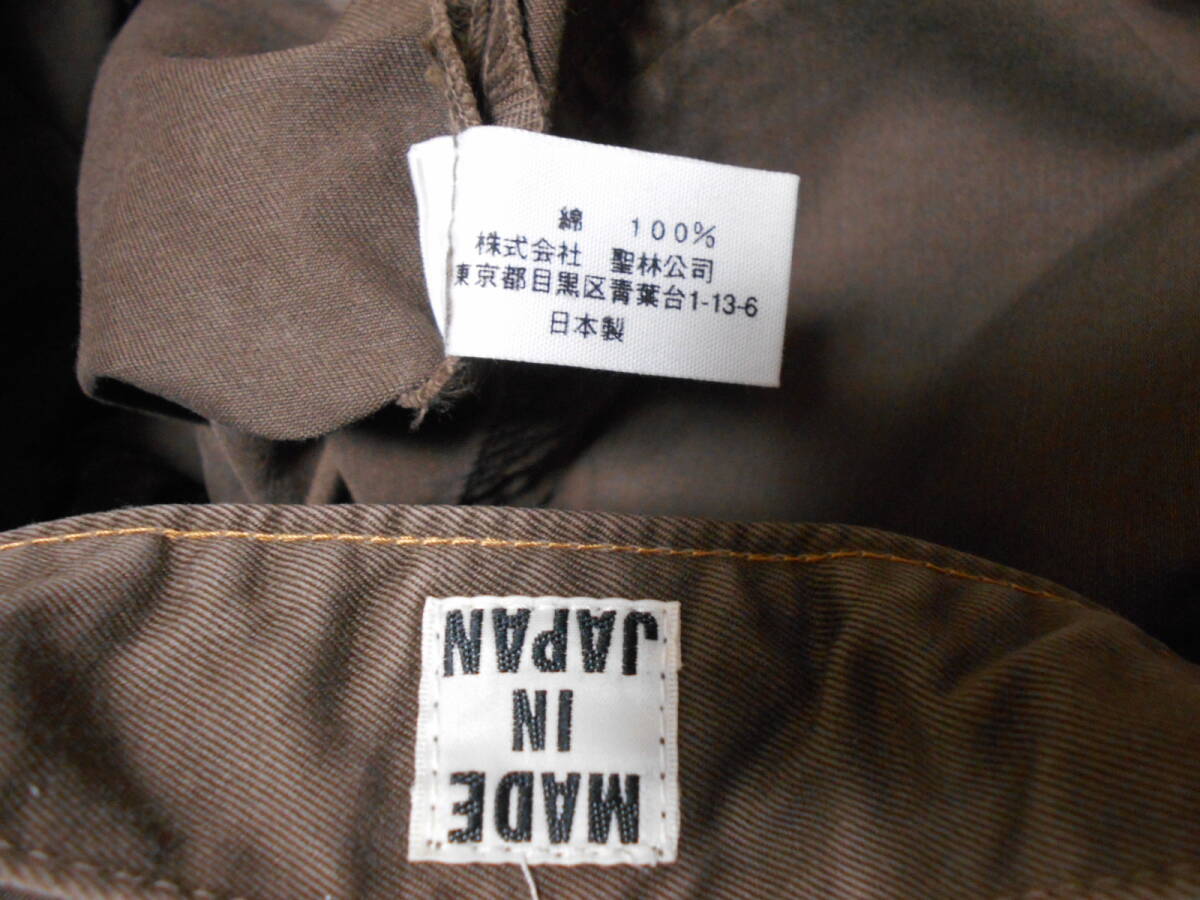 綿 100%
株式会社 聖林公司
東京都目黒区青葉台1-13-6
日本製
MADE
IN
JAPAN